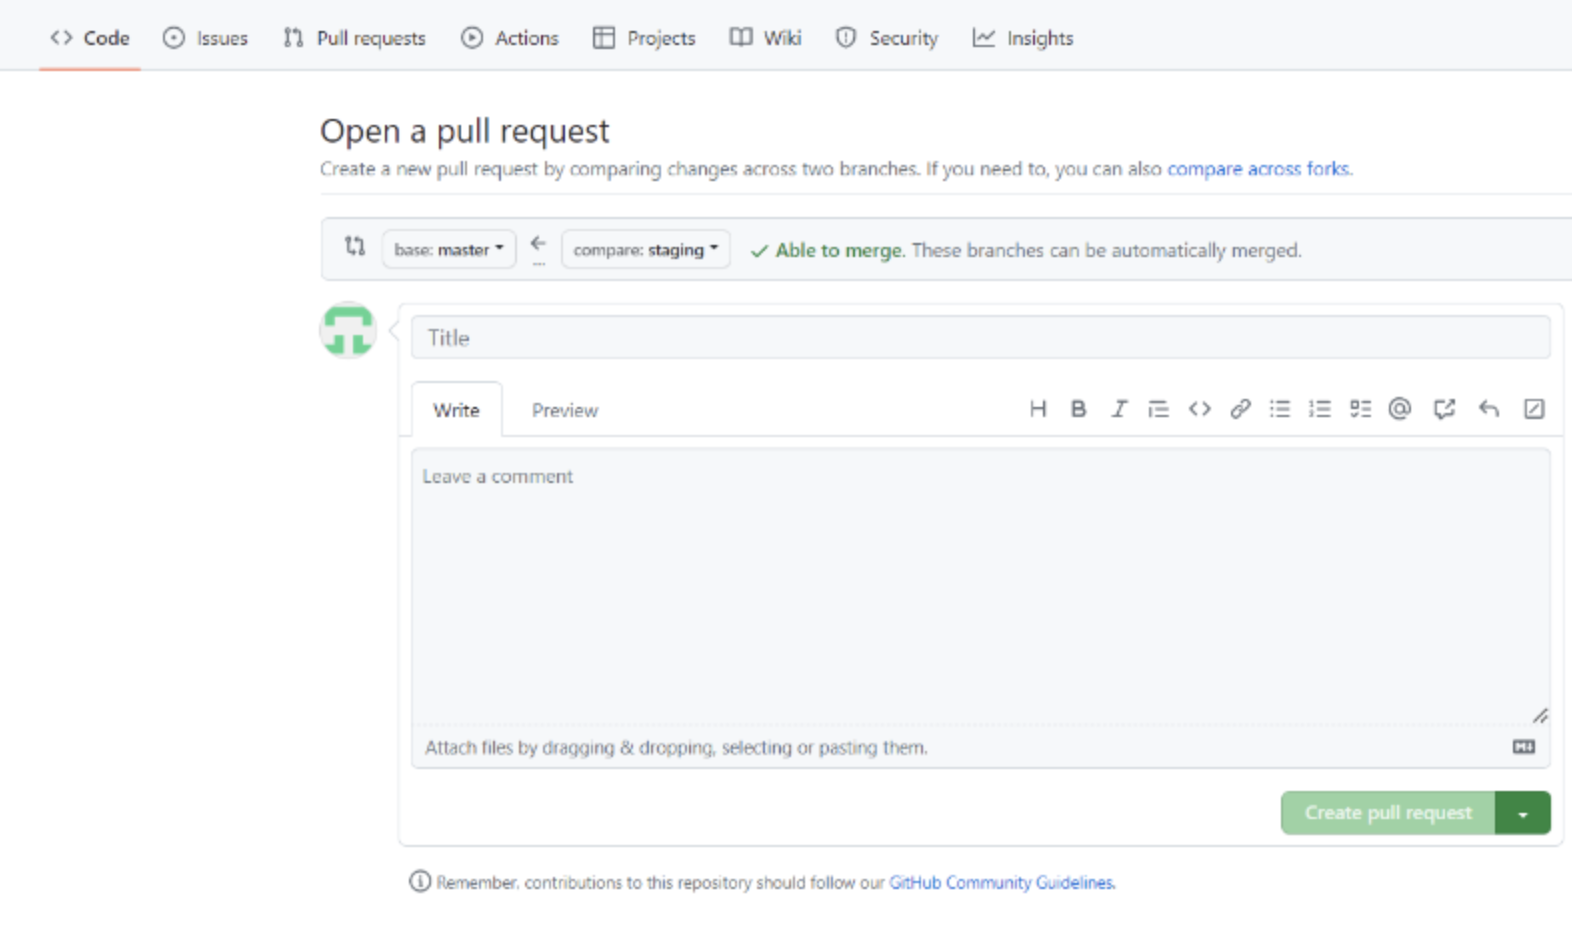 Code Issues Pull requests Actions Projects Wiki Security Insights
Open a pull request
Create a new pull request by comparing changes across two branches. If you need to, you can also compare across forks.
base: master compare: staging Able to merge. These branches can be automatically merged.
Title
Write Preview
Leave a comment
Attach files by dragging & dropping, selecting or pasting them.
Create pull request
Remember, contributions to this repository should follow our GitHub Community Guidelines.